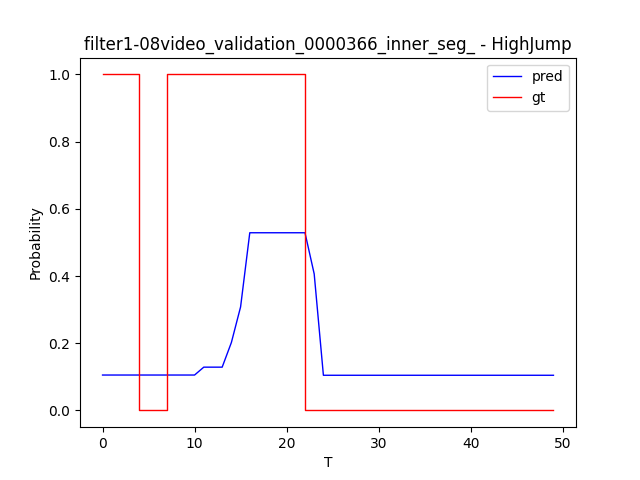 filter1-08video_validation_0000366_inner_seg_ - HighJump
pred
gt
1.0
0.8
0.6
0.4
0.2
0.0
Probability
0 10 20 30 40 50
T